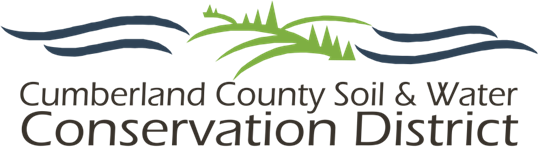 Cumberland County Soil & Water
Conservation District